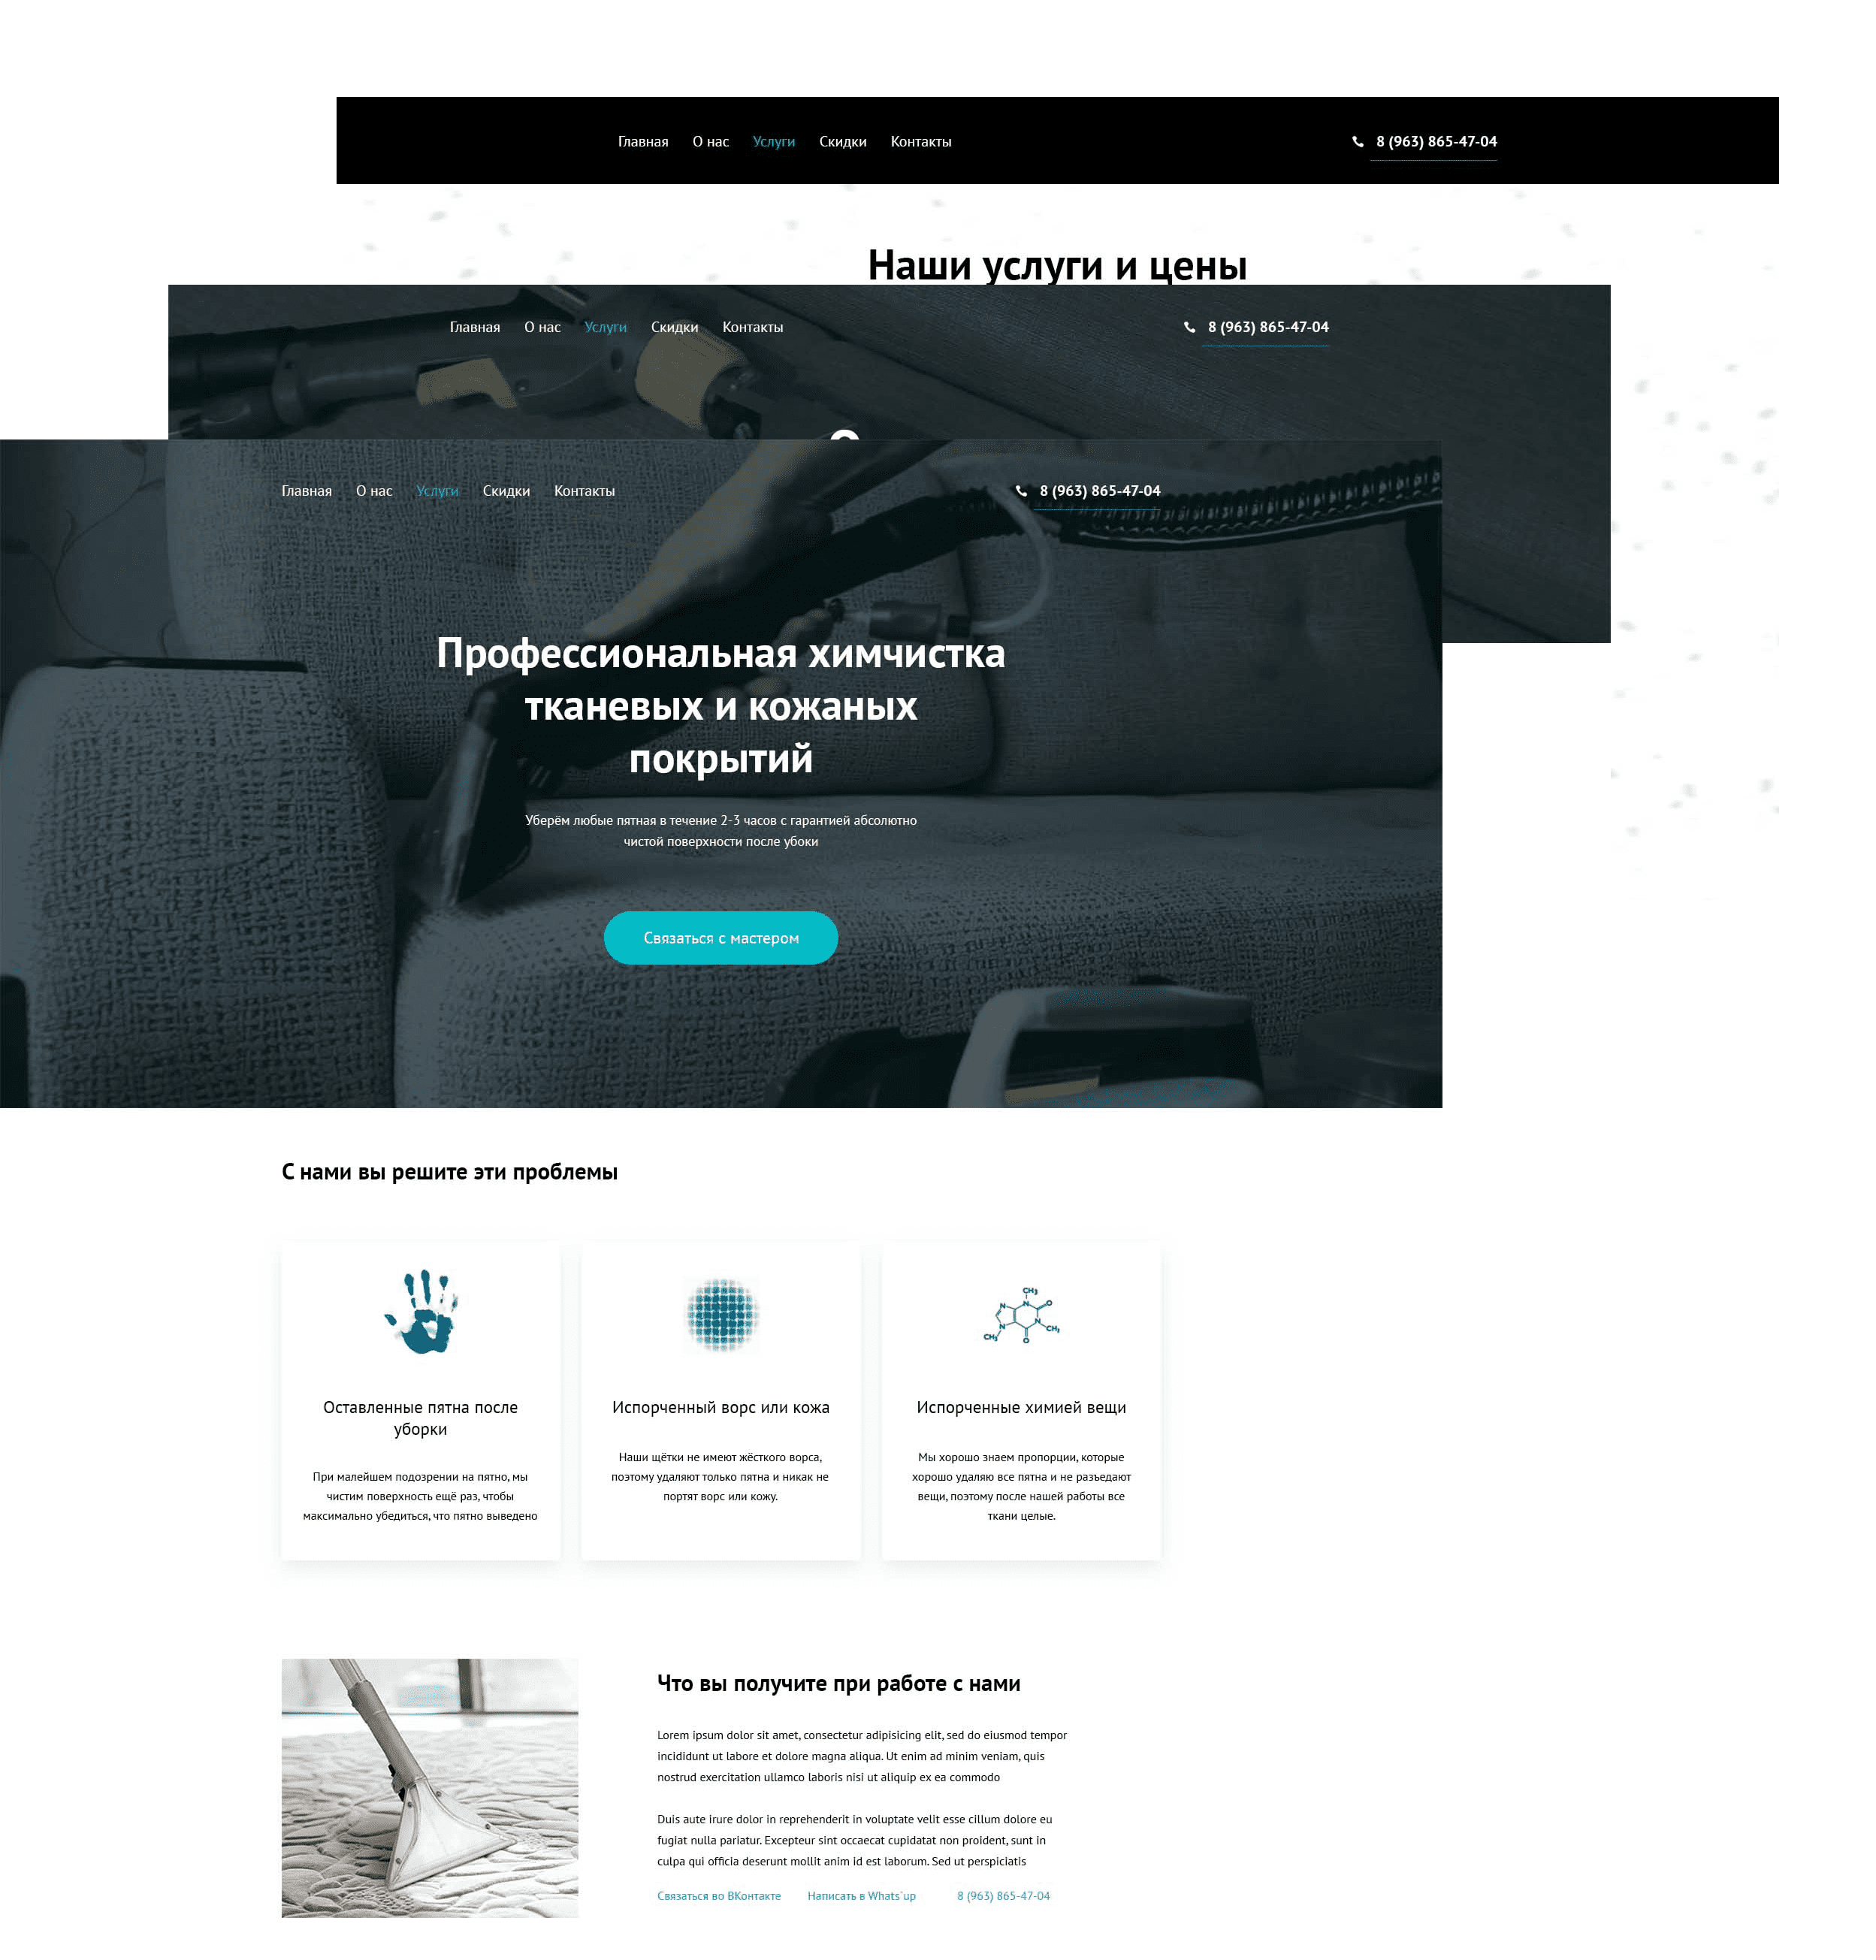 Главная О нас Услуги Скидки Контакты 8 (963) 865-47-04
Наши услуги и цены
Главная О нас Услуги Скидки Контакты 8 (963) 865-47-04
Главная О нас Услуги Скидки Контакты 8 (963) 865-47-04
Профессиональная химчистка
тканевых и кожаных
покрытий
Уберём любые пятна в течение 2-3 часов с гарантией абсолютно
чистой поверхности после убоки
Связаться с мастером
С нами вы решите эти проблемы
CH₃
N
N
O
N
N
CH₃
CH₃
O
Оставленные пятна после
уборки
При малейшем подозрении на пятно, мы
чистим поверхность ещё раз, чтобы
максимально убедиться, что пятно выведено
Испорченный ворс или кожа
Наши щётки не имеют жёсткого ворса,
поэтому удаляют только пятна и никак не
портят ворс или кожу.
Испорченные химией вещи
Мы хорошо знаем пропорции, которые
хорошо удаляю все пятна и не разъедают
вещи, поэтому после нашей работы все
ткани целые.
Что вы получите при работе с нами
Lorem ipsum dolor sit amet, consectetur adipisicing elit, sed do eiusmod tempor
incididunt ut labore et dolore magna aliqua. Ut enim ad minim veniam, quis
nostrud exercitation ullamco laboris nisi ut aliquip ex ea commodo
Duis aute irure dolor in reprehenderit in voluptate velit esse cillum dolore eu
fugiat nulla pariatur. Excepteur sint occaecat cupidatat non proident, sunt in
culpa qui officia deserunt mollit anim id est laborum. Sed ut perspiciatis
Связаться во ВКонтакте Написать в Whats`up 8 (963) 865-47-04